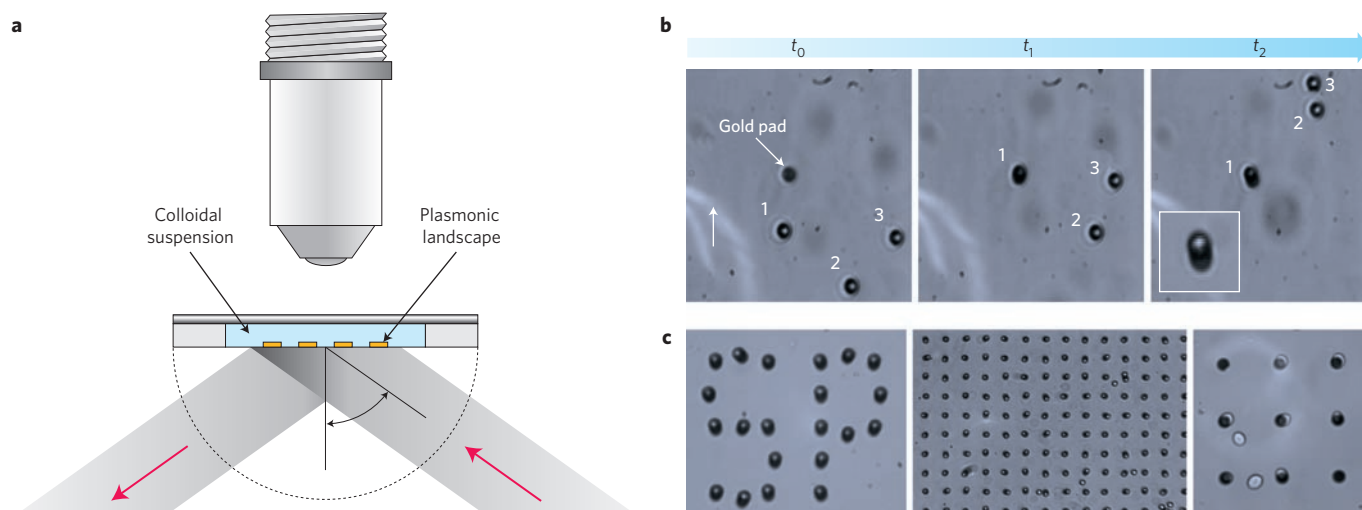 a
Colloidal
suspension
Plasmonic
landscape
b
t0
t1
t2
Gold pad
1
2
3
1
2
3
1
2
3
c